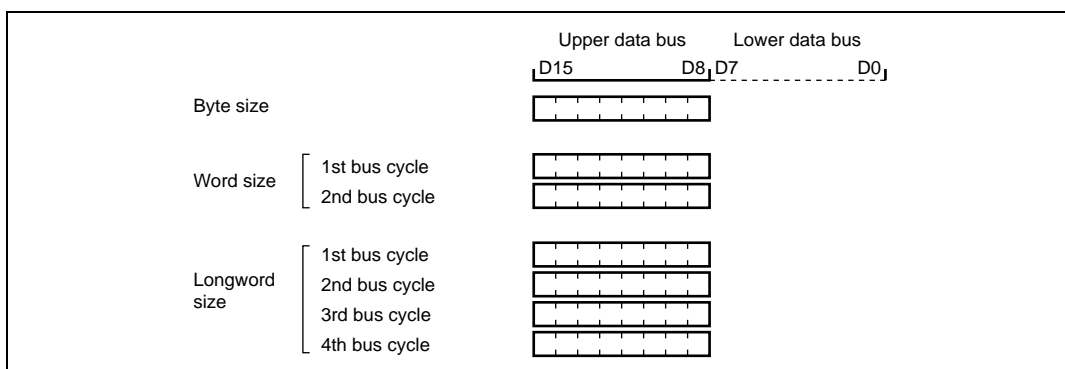 Upper data bus Lower data bus
D15 D8 D7 D0
Byte size
Word size
1st bus cycle
2nd bus cycle
Longword
size
1st bus cycle
2nd bus cycle
3rd bus cycle
4th bus cycle